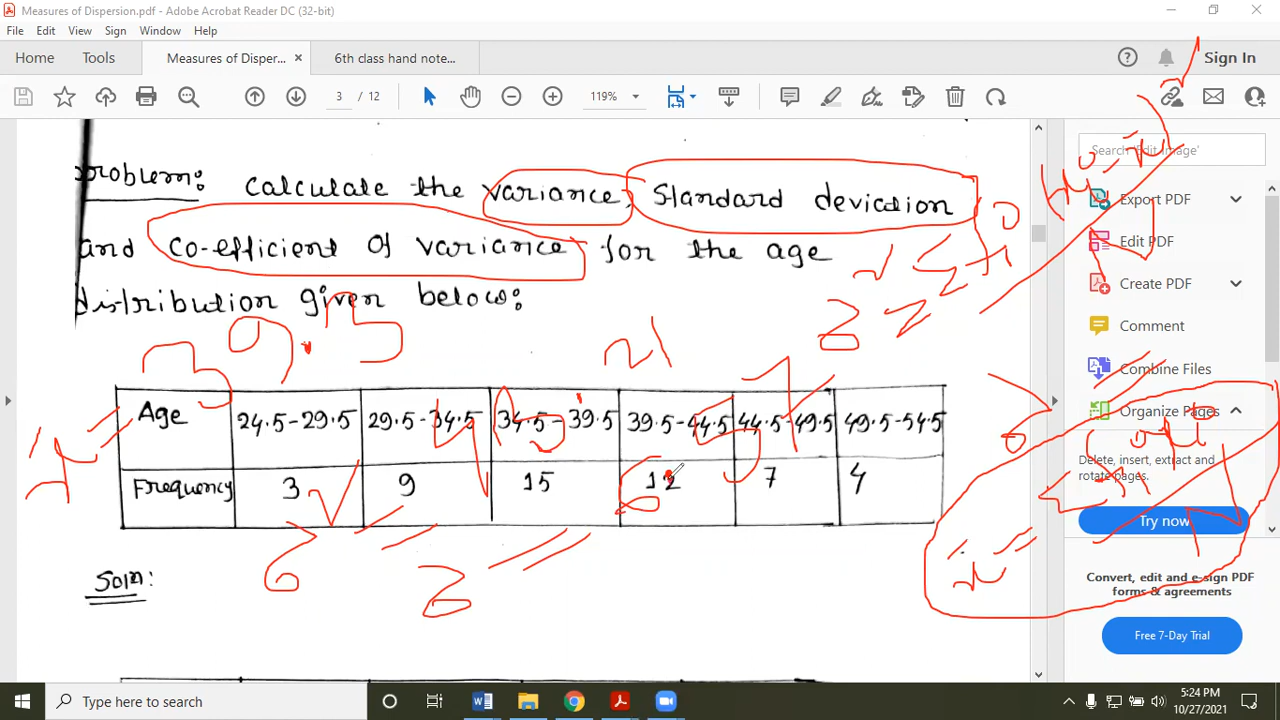 Measures of Dispersion.pdf - Adobe Acrobat Reader DC (32-bit)
File Edit View Sign Window Help
Home Tools Measures of Disper... × 6th class hand note... Sign In
3 / 12 119%
problem: Calculate the variance, Standard deviation
and co-efficient of variance for the age
distribution given below:
Age 24.5-29.5 29.5-34.5 34.5-39.5 39.5-44.5 44.5-49.5 49.5-54.5
Frequency 3 9 15 12 7 4
Soln:
Search 'Edit Image'
Export PDF
Edit PDF
Create PDF
Comment
Combine Files
Organize Pages
Delete, insert, extract and
rotate pages.
Try now
Convert, edit and e-sign PDF
forms & agreements
Free 7-Day Trial
Type here to search
5:24 PM
10/27/2021